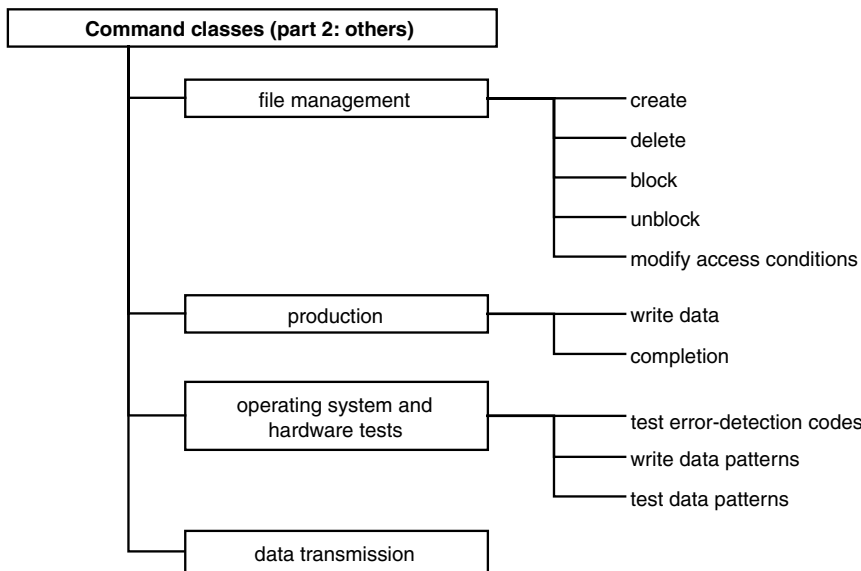 Command classes (part 2: others)
file management
create
delete
block
unblock
modify access conditions
production
write data
completion
operating system and
hardware tests
test error-detection codes
write data patterns
test data patterns
data transmission